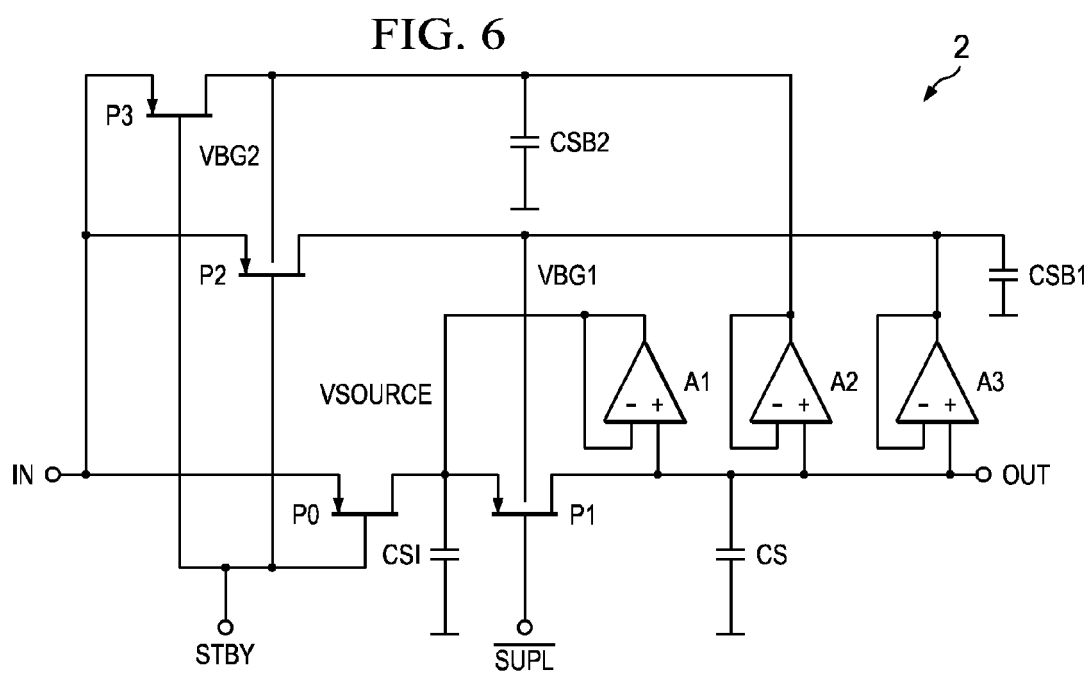 FIG. 6
2
P3
VBG2
CSB2
P2
VBG1
CSB1
A1
A2
A3
VSOURCE
- +
- +
- +
IN
OUT
P0
P1
CSI
CS
STBY
SUPL